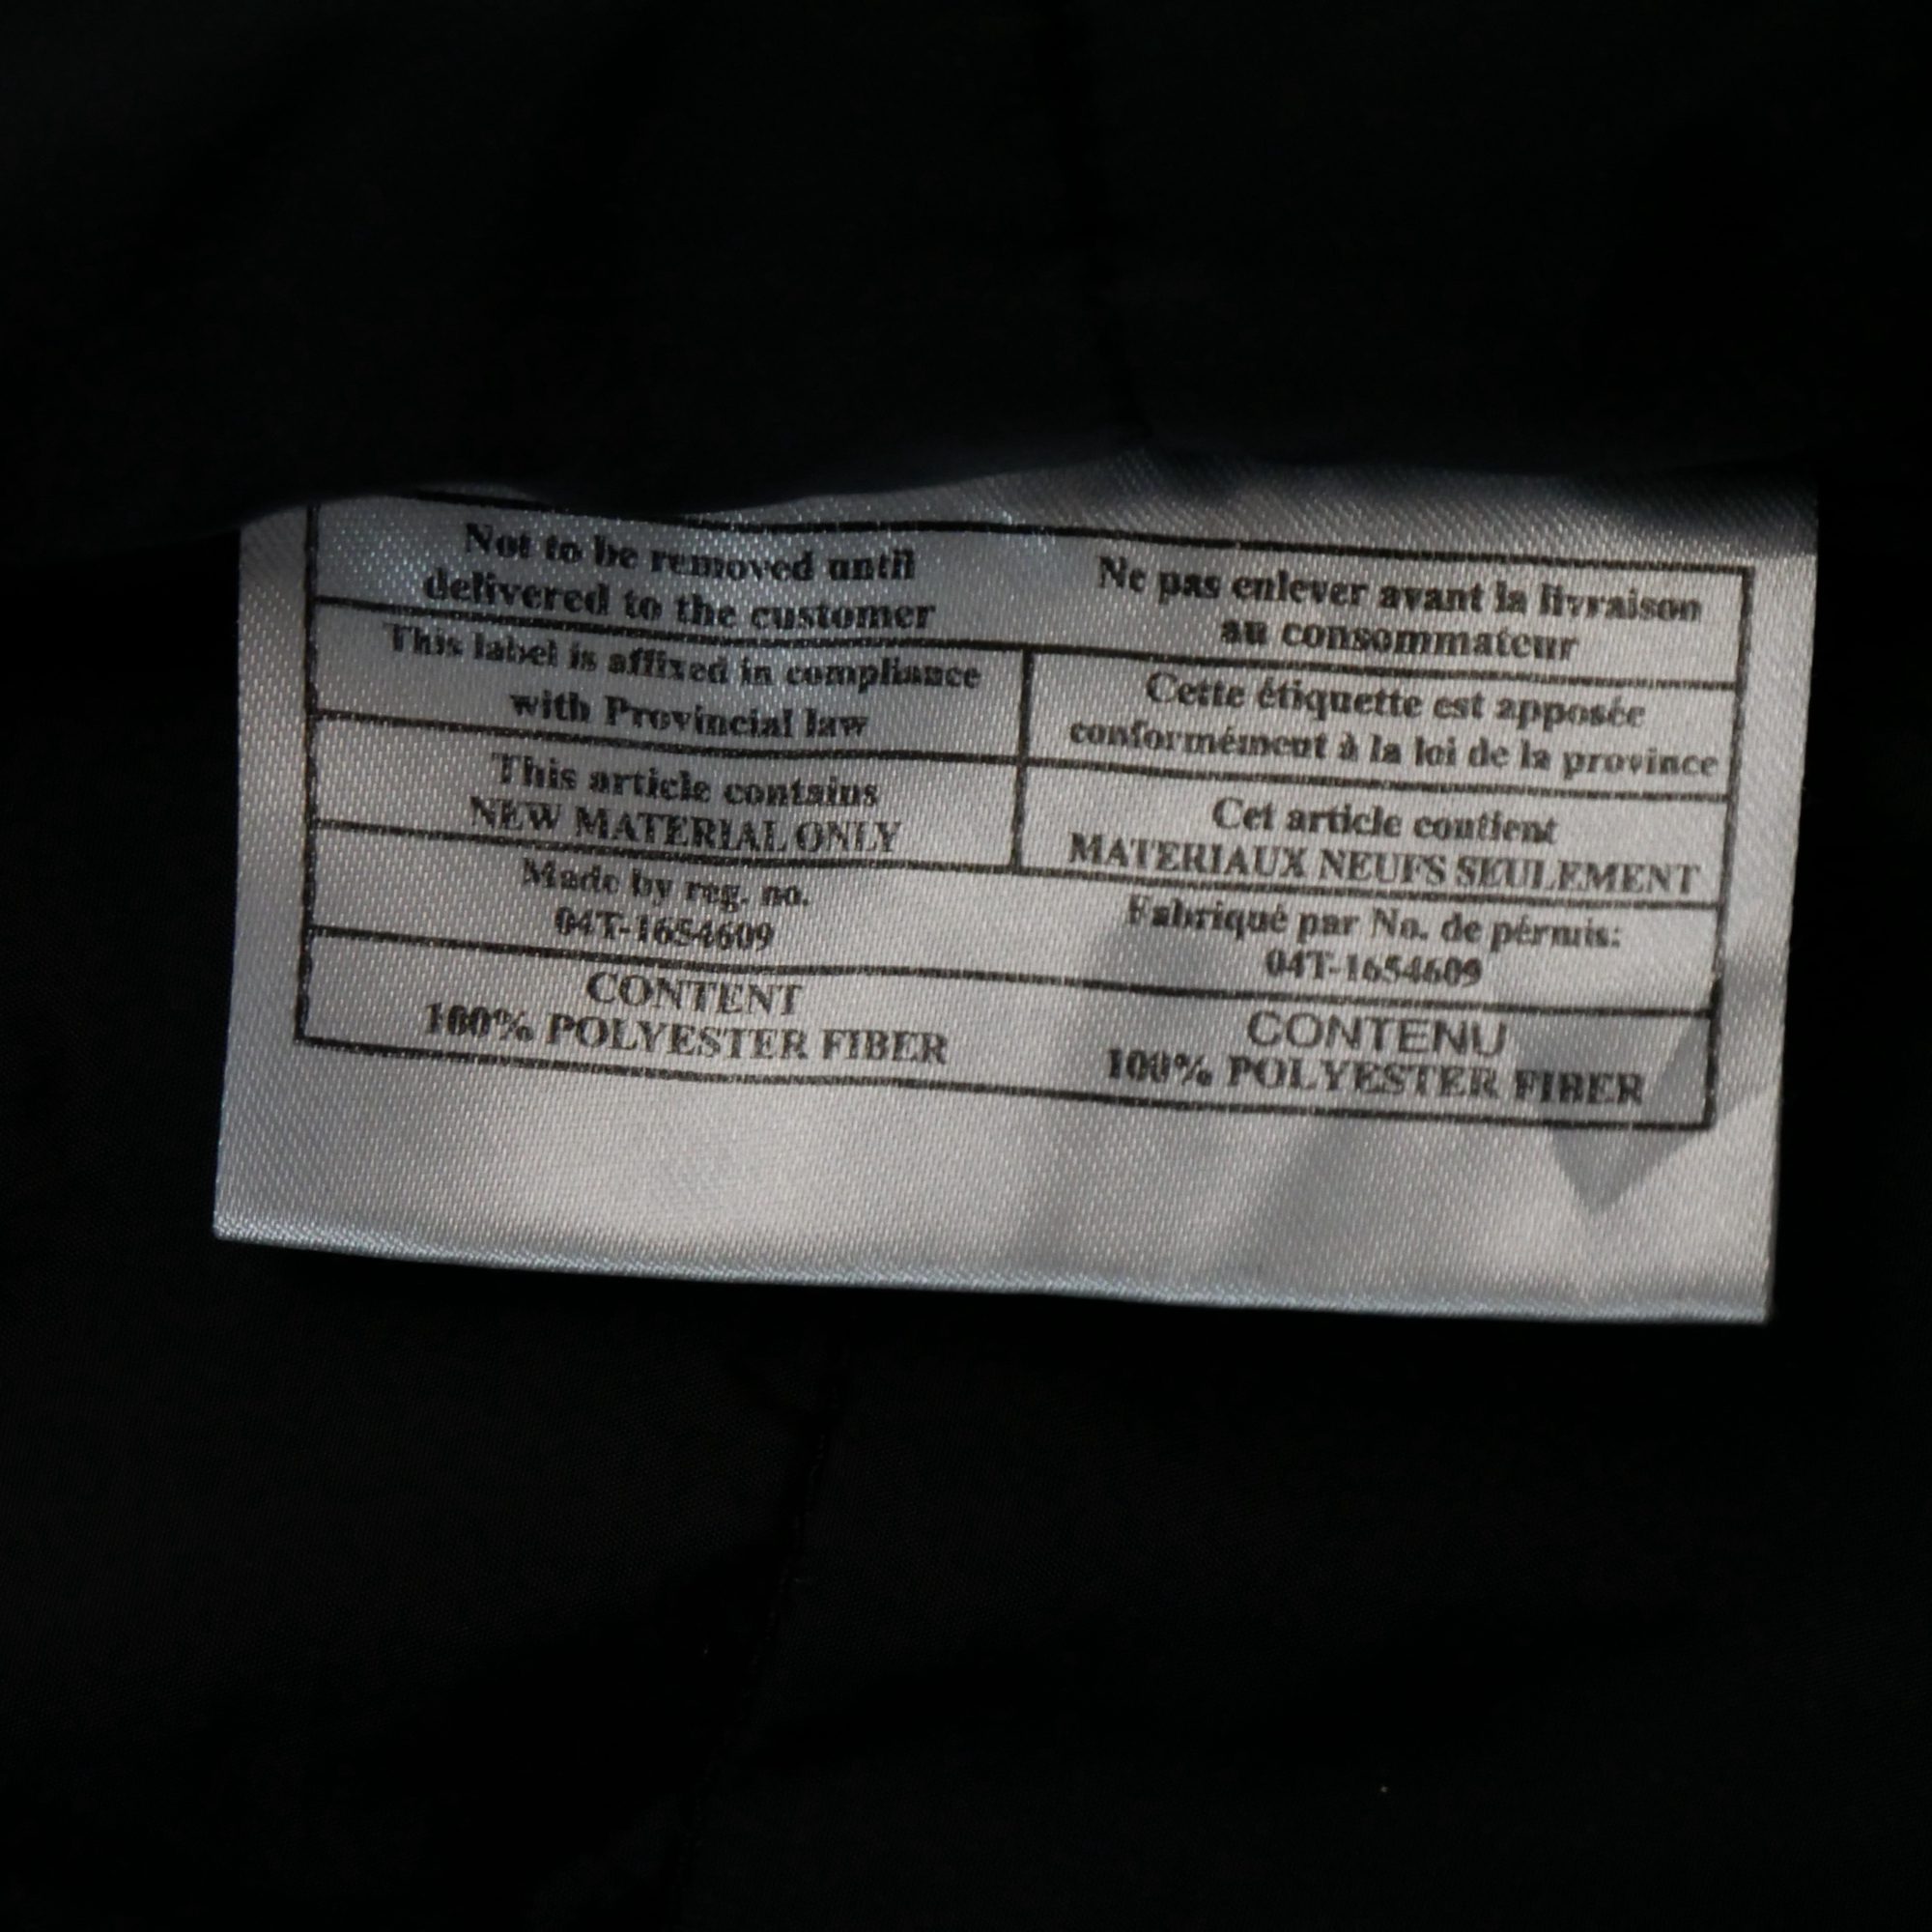 Not to be removed until
delivered to the customer
Ne pas enlever avant la livraison
au consommateur
This label is affixed in compliance
with Provincial law
Cette étiquette est apposée
conformément à la loi de la province
This article contains
NEW MATERIAL ONLY
Cet article contient
MATERIAUX NEUFS SEULEMENT
Made by reg. no.
04T-1654609
Fabriqué par No. de pérmis:
04T-1654609
CONTENT
100% POLYESTER FIBER
CONTENU
100% POLYESTER FIBER